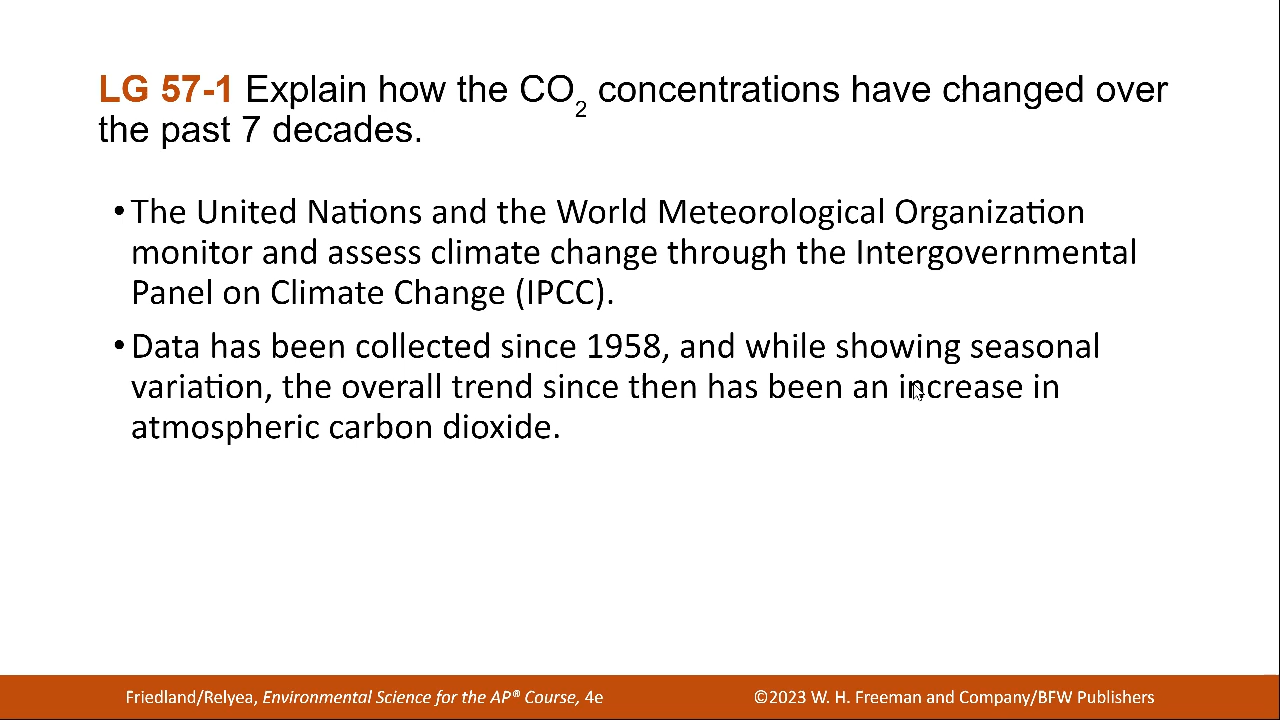 LG 57-1 Explain how the CO₂ concentrations have changed over
the past 7 decades.
•The United Nations and the World Meteorological Organization
monitor and assess climate change through the Intergovernmental
Panel on Climate Change (IPCC).
•Data has been collected since 1958, and while showing seasonal
variation, the overall trend since then has been an increase in
atmospheric carbon dioxide.
Friedland/Relyea, Environmental Science for the AP® Course, 4e
©2023 W. H. Freeman and Company/BFW Publishers